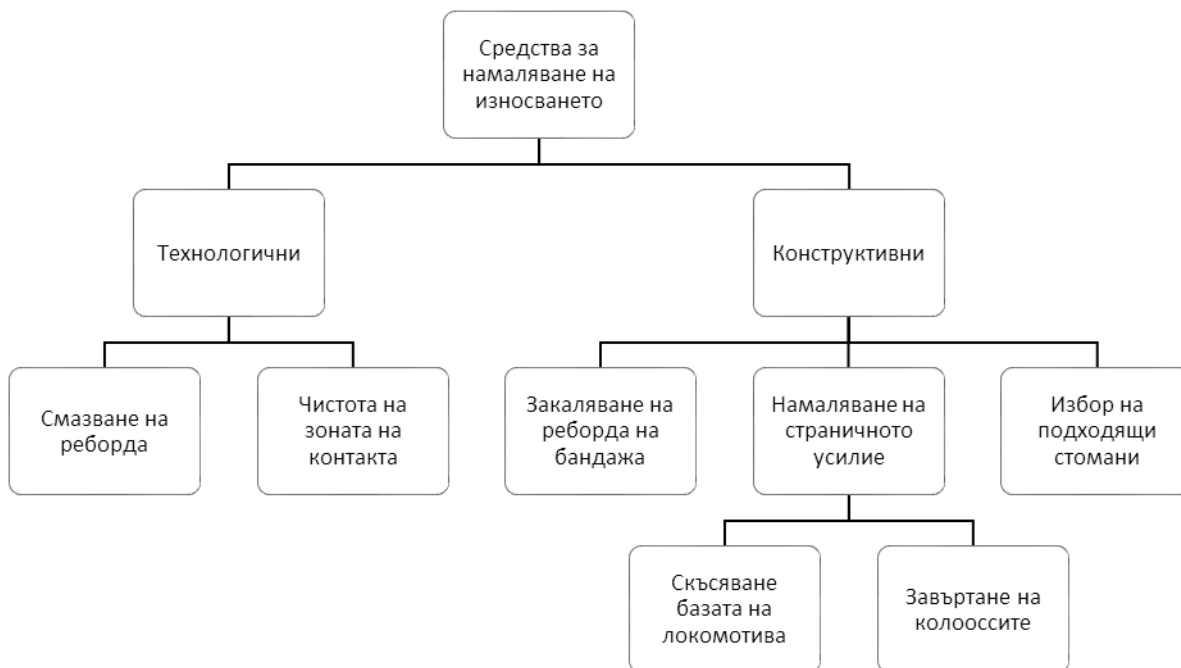 Средства за
намаляване на
износването
Технологични
Конструктивни
Смазване на
реборда
Чистота на
зоната на
контакта
Закаляване на
реборда на
бандажа
Намаляване на
страничното
усилие
Избор на
подходящи
стомани
Скъсяване
базата на
локомотива
Завъртане на
колооссите